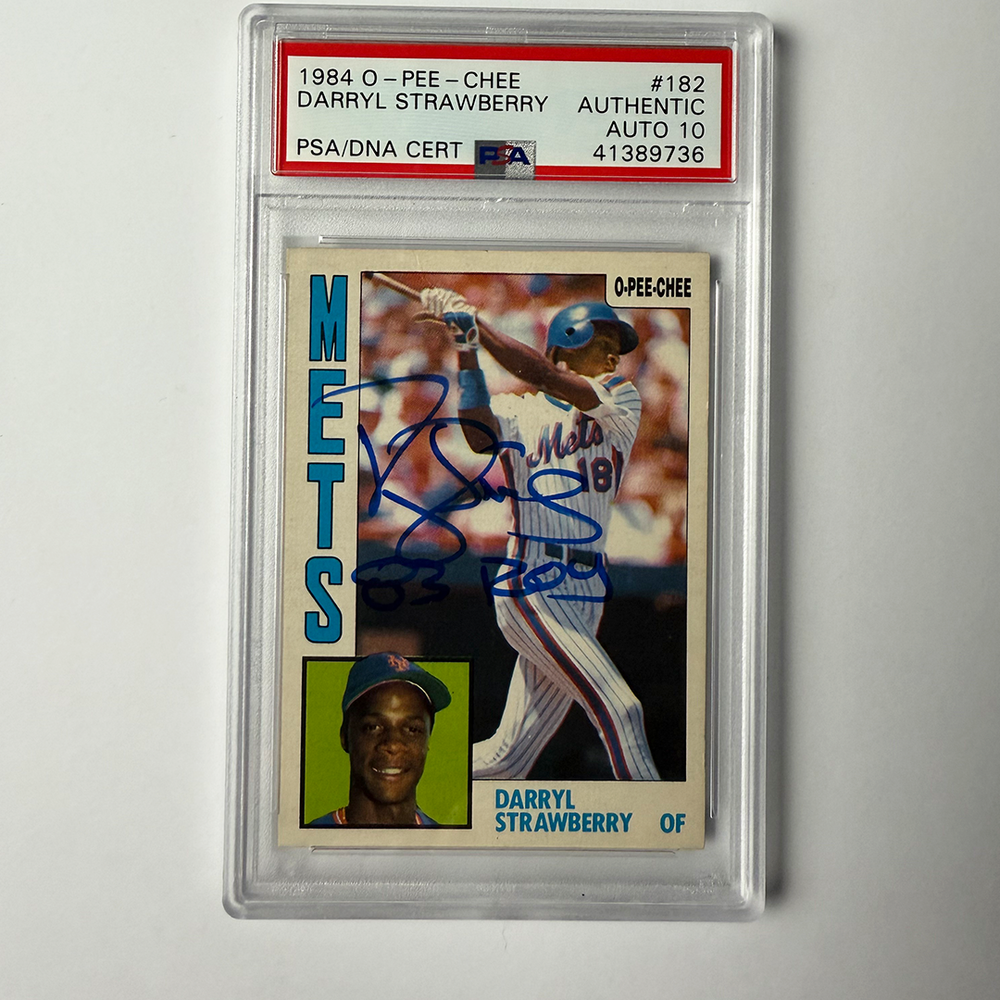 1984 O-PEE-CHEE #182
DARRYL STRAWBERRY AUTHENTIC
AUTO 10
PSA/DNA CERT PSA 41389736
METS
O-PEE-CHEE
Mets
18
83 ROY
DARRYL
STRAWBERRY OF